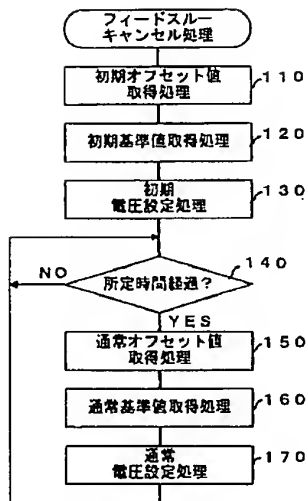 フィードスルー
キャンセル処理
初期オフセット値
取得処理
110
初期基準値取得処理
120
初期
電圧設定処理
130
140
NO
所定時間経過?
YES
通常オフセット値
取得処理
150
通常基準値取得処理
160
通常
電圧設定処理
170